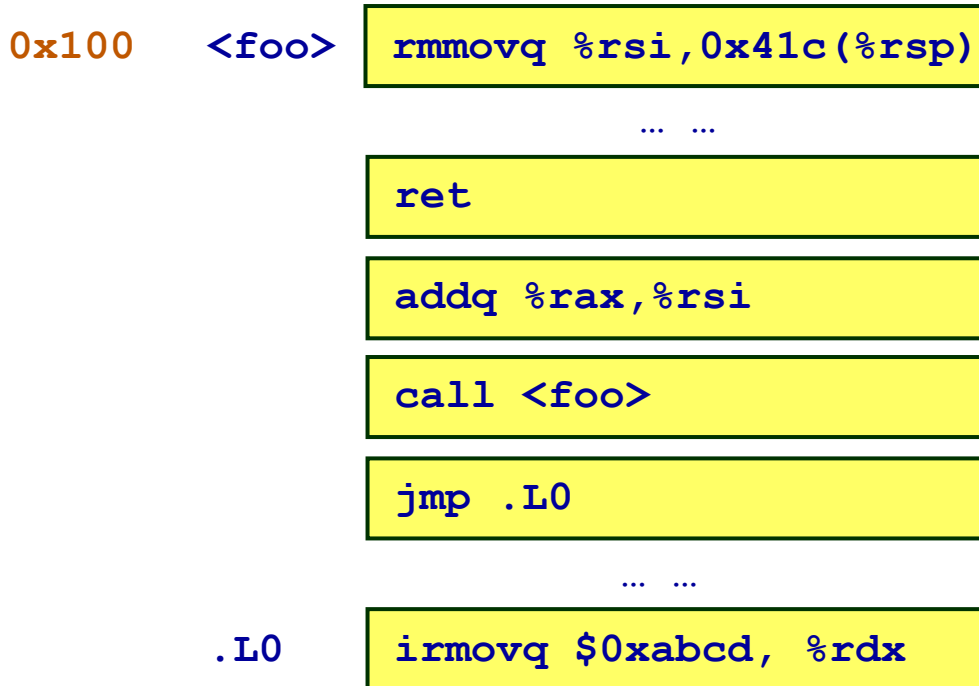 0x100 <foo> rmmovq %rsi,0x41c(%rsp)
… …
ret
addq %rax,%rsi
call <foo>
jmp .L0
… …
.L0 irmovq $0xabcd, %rdx